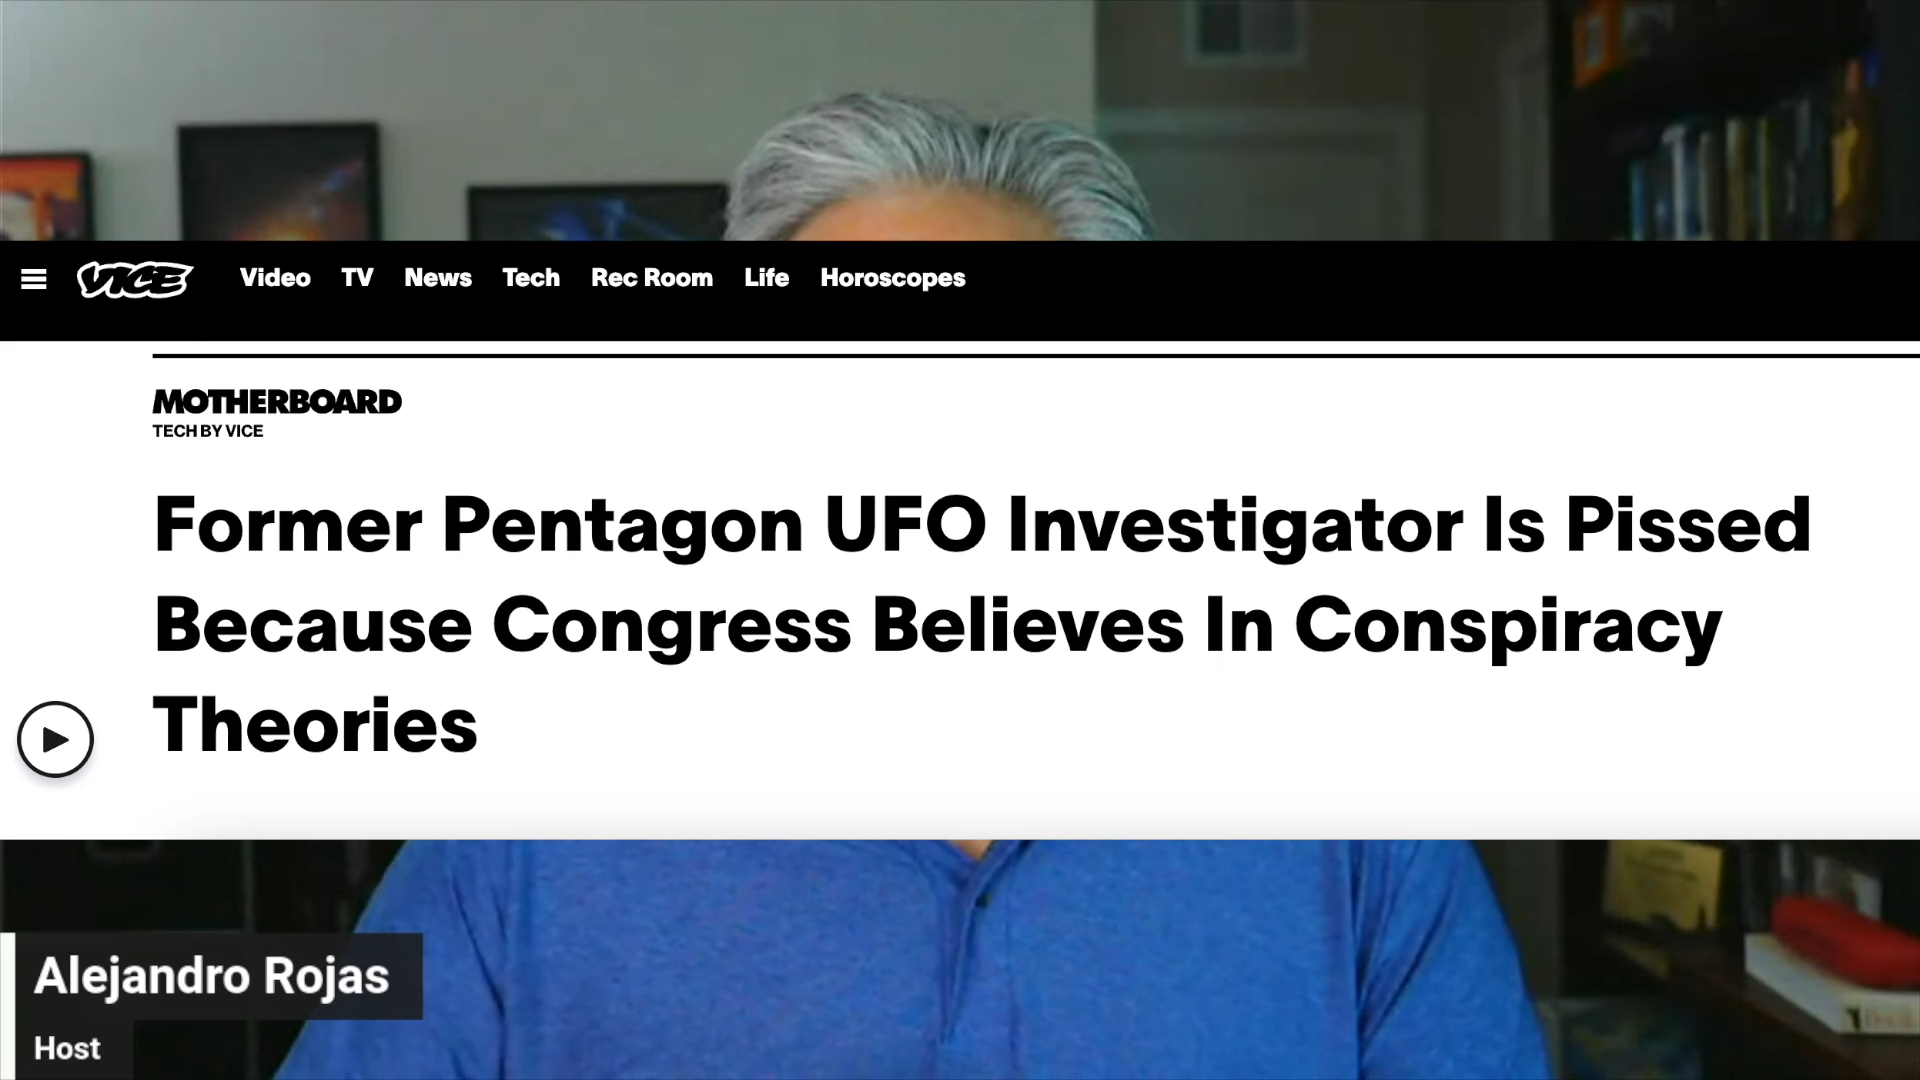 VICE
Video TV News Tech Rec Room Life Horoscopes
MOTHERBOARD
TECH BY VICE
Former Pentagon UFO Investigator Is Pissed
Because Congress Believes In Conspiracy
Theories
Alejandro Rojas
Host